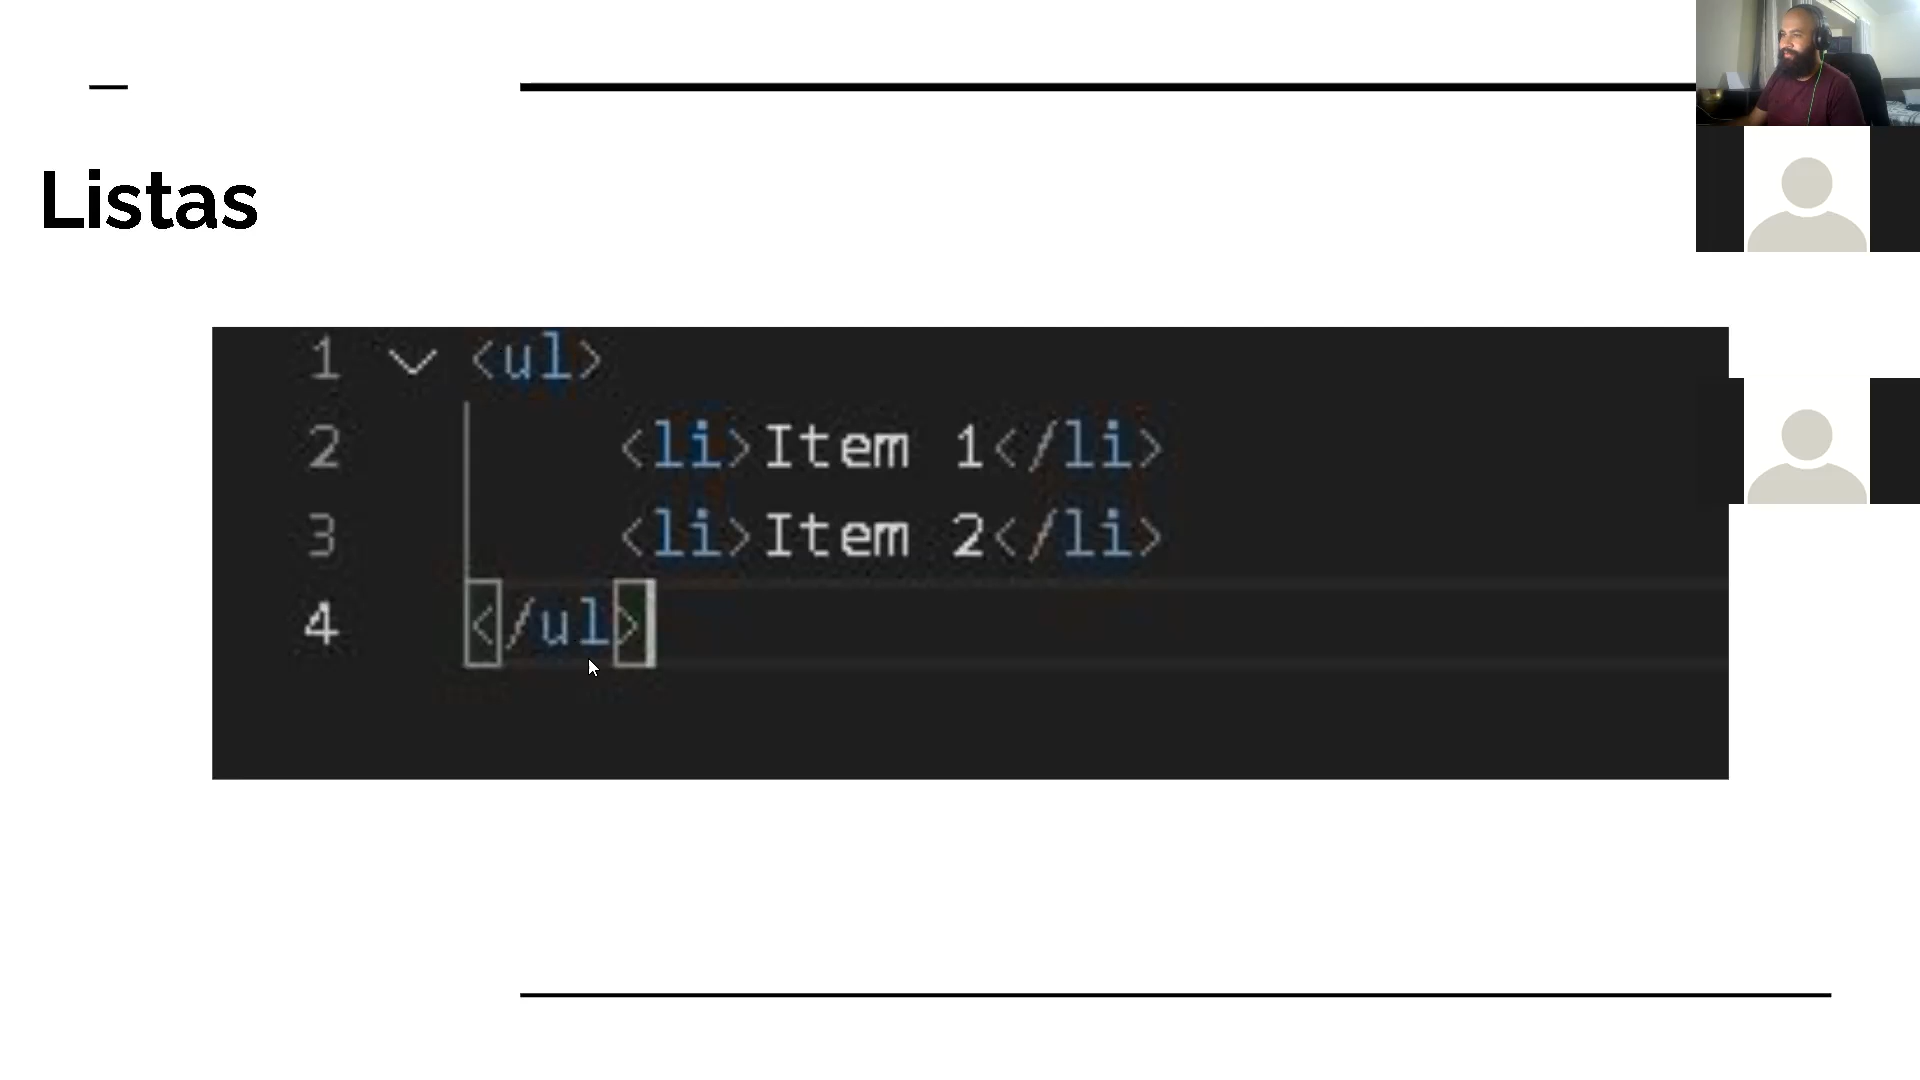 Listas
1 <ul>
2 <li>Item 1</li>
3 <li>Item 2</li>
4 </ul>